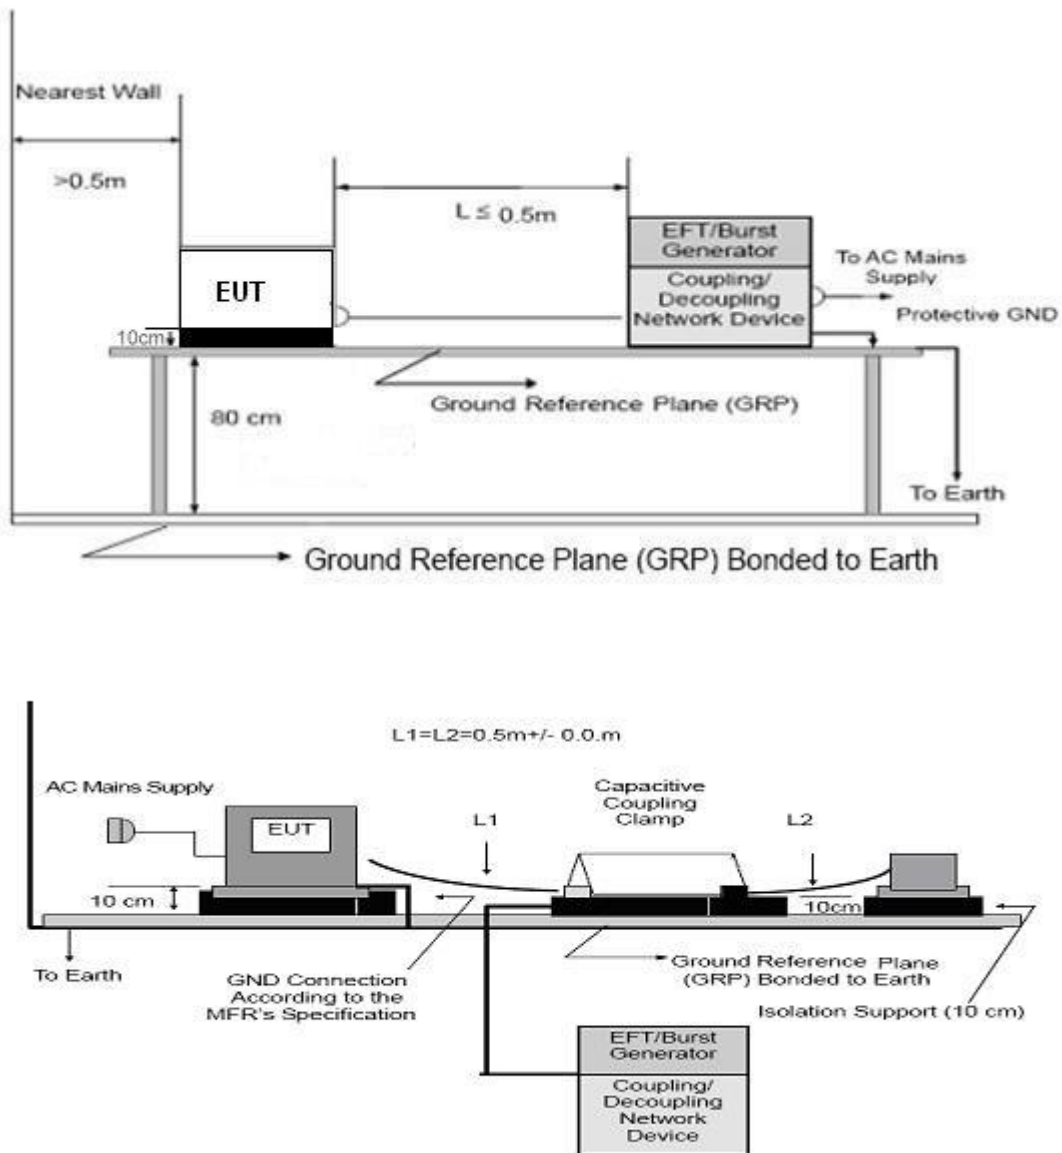 Nearest Wall
>0.5m
L ≤ 0.5m
EUT
10cm
EFT/Burst
Generator
Coupling/
Decoupling
Network Device
To AC Mains
Supply
Protective GND
Ground Reference Plane (GRP)
80 cm
To Earth
Ground Reference Plane (GRP) Bonded to Earth
L1=L2=0.5m+/- 0.0.m
AC Mains Supply
EUT
L1
Capacitive
Coupling
Clamp
L2
10 cm
10cm
To Earth
GND Connection
According to the
MFR's Specification
Ground Reference Plane
(GRP) Bonded to Earth
Isolation Support (10 cm)
EFT/Burst
Generator
Coupling/
Decoupling
Network
Device